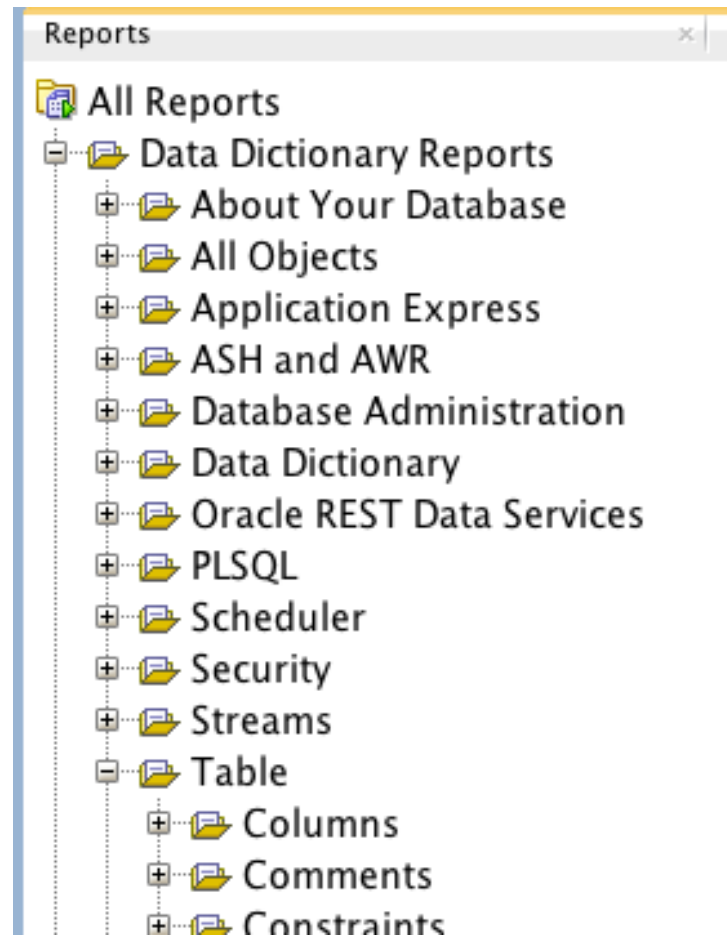 Reports
All Reports
Data Dictionary Reports
About Your Database
All Objects
Application Express
ASH and AWR
Database Administration
Data Dictionary
Oracle REST Data Services
PLSQL
Scheduler
Security
Streams
Table
Columns
Comments
Constraints